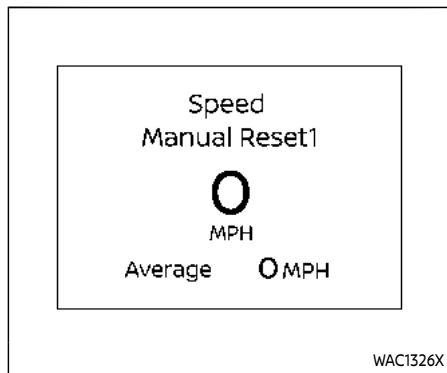 Speed
Manual Reset1
0
MPH
Average 0 MPH
WAC1326X